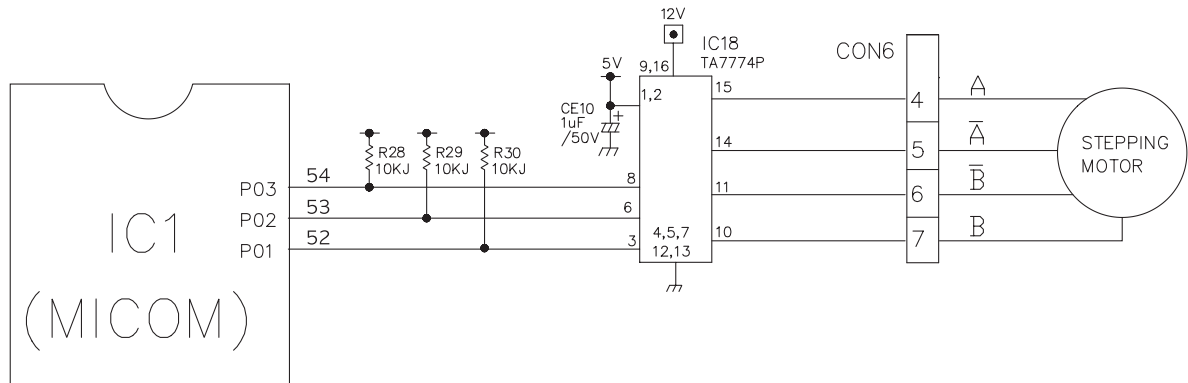 12V
IC18
TA7774P
CON6
5V
9,16
1,2
CE10
1uF
/50V
+
15
4
A
R28
10KJ
R29
10KJ
R30
10KJ
14
5
A̅
STEPPING
MOTOR
P03
54
8
11
6
B̅
P02
53
6
IC1
P01
52
3
4,5,7
12,13
10
7
B
(MICOM)